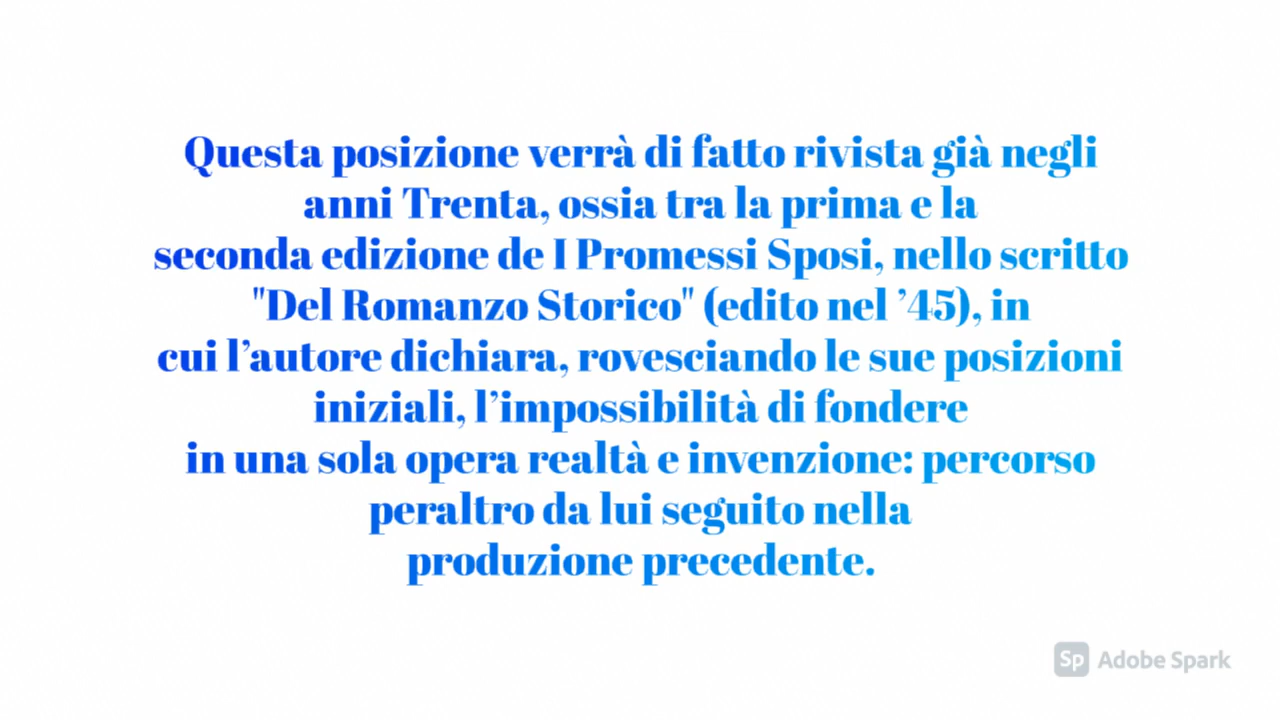 Questa posizione verrà di fatto rivista già negli
anni Trenta, ossia tra la prima e la
seconda edizione de I Promessi Sposi, nello scritto
"Del Romanzo Storico" (edito nel ’45), in
cui l’autore dichiara, rovesciando le sue posizioni
iniziali, l’impossibilità di fondere
in una sola opera realtà e invenzione: percorso
peraltro da lui seguito nella
produzione precedente.
Sp Adobe Spark